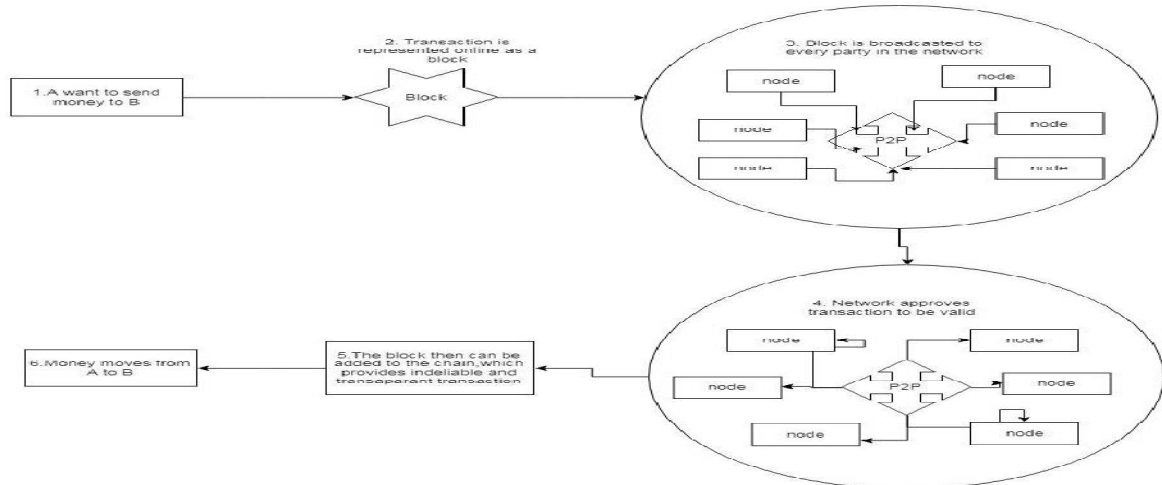 1.A want to send
money to B
2. Transaction is
represented online as a
block
Block
3. Block is broadcasted to
every party in the network
node
node
node
node
P2P
node
node
4. Network approves
transaction to be valid
node
node
node
node
P2P
node
node
5.The block then can be
added to the chain,which
provides indeliable and
transaparent transastion
6.Money moves from
A to B